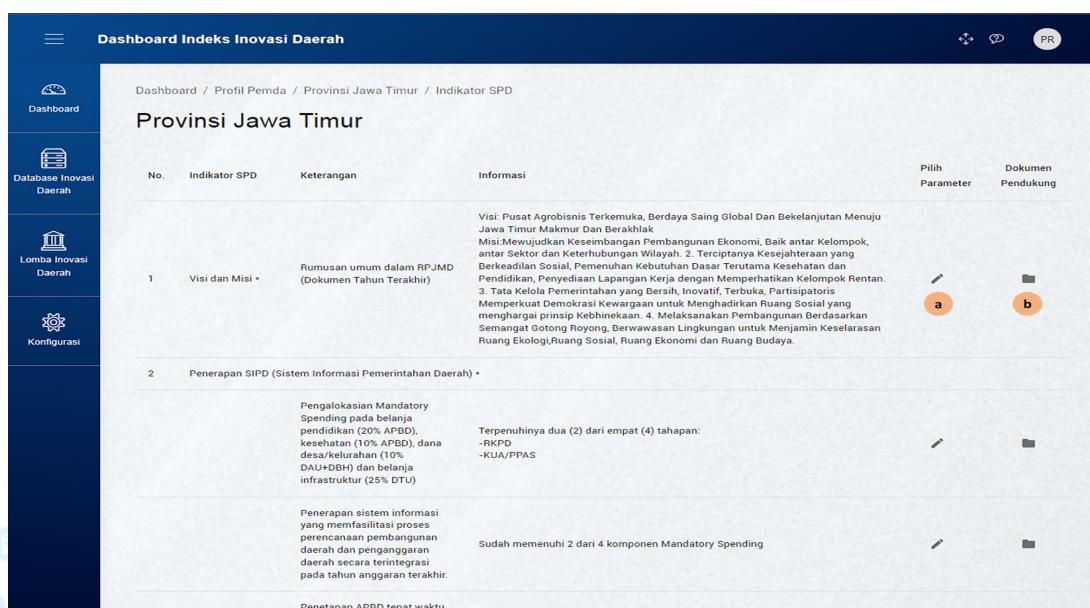 Dashboard Indeks Inovasi Daerah
PR
Dashboard
Database Inovasi
Daerah
Lomba Inovasi
Daerah
Konfigurasi
Dashboard / Profil Pemda / Provinsi Jawa Timur / Indikator SPD
Provinsi Jawa Timur
No.
Indikator SPD
Keterangan
Informasi
Pilih
Parameter
Dokumen
Pendukung
1
Visi dan Misi *
Rumusan umum dalam RPJMD
(Dokumen Tahun Terakhir)
Visi: Pusat Agrobisnis Terkemuka, Berdaya Saing Global Dan Bekelanjutan Menuju
Jawa Timur Makmur Dan Berakhlak
Misi:Mewujudkan Keseimbangan Pembangunan Ekonomi, Baik antar Kelompok,
antar Sektor dan Keterhubungan Wilayah. 2. Terciptanya Kesejahteraan yang
Berkeadilan Sosial, Pemenuhan Kebutuhan Dasar Terutama Kesehatan dan
Pendidikan, Penyediaan Lapangan Kerja dengan Memperhatikan Kelompok Rentan.
3. Tata Kelola Pemerintahan yang Bersih, Inovatif, Terbuka, Partisipatoris
Memperkuat Demokrasi Kewargaan untuk Menghadirkan Ruang Sosial yang
menghargai prinsip Kebhinekaan. 4. Melaksanakan Pembangunan Berdasarkan
Semangat Gotong Royong, Berwawasan Lingkungan untuk Menjamin Keselarasan
Ruang Ekologi,Ruang Sosial, Ruang Ekonomi dan Ruang Budaya.
a
b
2
Penerapan SIPD (Sistem Informasi Pemerintahan Daerah) *
Pengalokasian Mandatory
Spending pada belanja
pendidikan (20% APBD),
kesehatan (10% APBD), dana
desa/kelurahan (10%
DAU+DBH) dan belanja
infrastruktur (25% DTU)
Terpenuhinya dua (2) dari empat (4) tahapan:
-RKPD
-KUA/PPAS
Penerapan sistem informasi
yang memfasilitasi proses
perencanaan pembangunan
daerah dan penganggaran
daerah secara terintegrasi
pada tahun anggaran terakhir.
Sudah memenuhi 2 dari 4 komponen Mandatory Spending
Penetapan APBD tepat waktu